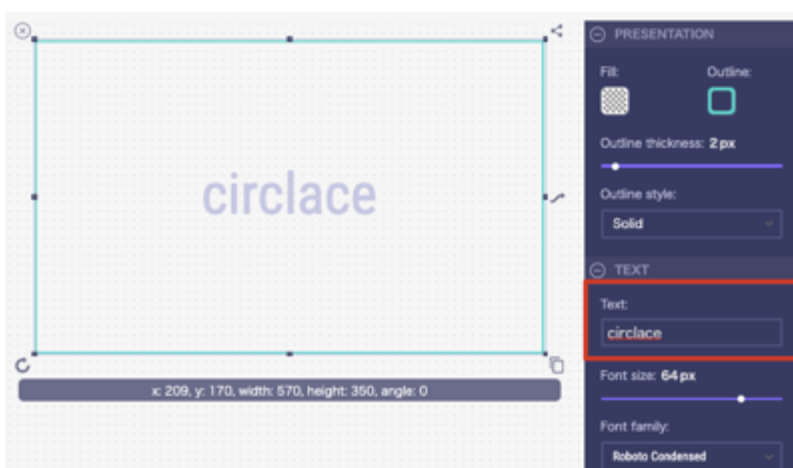 circlace
x: 209, y: 170, width: 570, height: 350, angle: 0
PRESENTATION
Fill:
Outline:
Outline thickness: 2 px
Outline style:
Solid
TEXT
Text:
circlace
Font size: 64 px
Font family:
Roboto Condensed